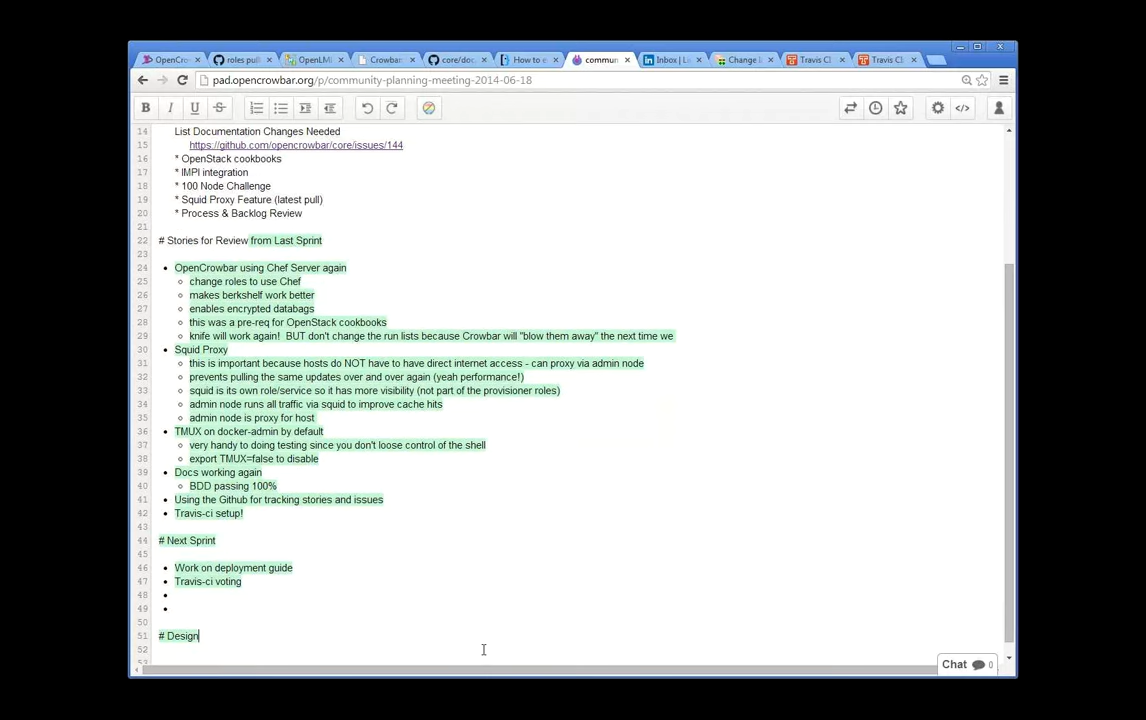 OpenCro
roles pull
OpenLMI
Crowbar
core/doc
How to e
commun
Inbox | Li
Change l
Travis CI
Travis CI
pad.opencrowbar.org/p/community-planning-meeting-2014-06-18
B I U S
14 List Documentation Changes Needed
15 https://github.com/opencrowbar/core/issues/144
16 * OpenStack cookbooks
17 * IMPI integration
18 * 100 Node Challenge
19 * Squid Proxy Feature (latest pull)
20 * Process & Backlog Review
21
22 # Stories for Review from Last Sprint
23
24 • OpenCrowbar using Chef Server again
25 ○ change roles to use Chef
26 ○ makes berkshelf work better
27 ○ enables encrypted databags
28 ○ this was a pre-req for OpenStack cookbooks
29 ○ knife will work again! BUT don't change the run lists because Crowbar will "blow them away" the next time we
30 • Squid Proxy
31 ○ this is important because hosts do NOT have to have direct internet access - can proxy via admin node
32 ○ prevents pulling the same updates over and over again (yeah performance!)
33 ○ squid is its own role/service so it has more visibility (not part of the provisioner roles)
34 ○ admin node runs all traffic via squid to improve cache hits
35 ○ admin node is proxy for host
36 • TMUX on docker-admin by default
37 ○ very handy to doing testing since you don't loose control of the shell
38 ○ export TMUX=false to disable
39 • Docs working again
40 ○ BDD passing 100%
41 • Using the Github for tracking stories and issues
42 • Travis-ci setup!
43
44 # Next Sprint
45
46 • Work on deployment guide
47 • Travis-ci voting
48 •
49 •
50
51 # Design
52
53
Chat 0